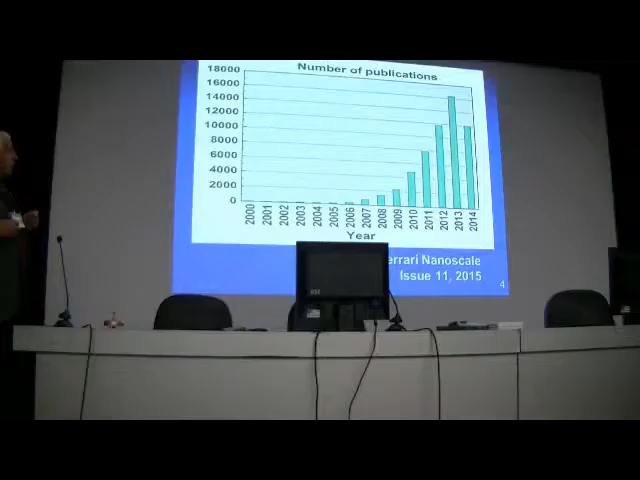 Number of publications
18000
16000
14000
12000
10000
8000
6000
4000
2000
0
2000 2001 2002 2003 2004 2005 2006 2007 2008 2009 2010 2011 2012 2013 2014
Year
errari Nanoscale
Issue 11, 2015
4